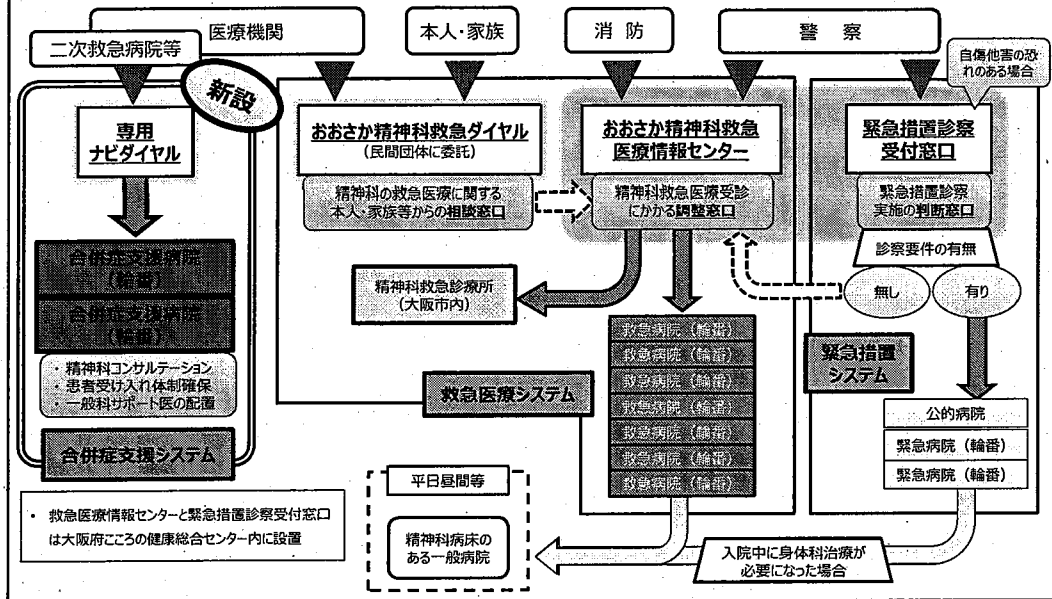 医療機関
本人・家族
消 防
警 察
二次救急病院等
自傷他害の恐
れのある場合
新設
専用
ナビダイヤル
おおさか精神科救急ダイヤル
(民間団体に委託)
おおさか精神科救急
医療情報センター
緊急措置診察
受付窓口
精神科の救急医療に関する
本人・家族等からの相談窓口
精神科救急医療受診
にかかる調整窓口
緊急措置診察
実施の判断窓口
診察要件の有無
無し
有り
合併症支援病院
(輪番)
合併症支援病院
(輪番)
・ 精神科コンサルテーション
・ 患者受け入れ体制確保
・ 一般科サポート医の配置
合併症支援システム
精神科救急診療所
(大阪市内)
救急病院(輪番)
救急病院(輪番)
救急病院(輪番)
救急病院(輪番)
救急病院(輪番)
救急病院(輪番)
救急病院(輪番)
救急医療システム
緊急措置
システム
公的病院
緊急病院(輪番)
緊急病院(輪番)
平日昼間等
精神科病床の
ある一般病院
入院中に身体科治療が
必要になった場合
・ 救急医療情報センターと緊急措置診察受付窓口
は大阪府こころの健康総合センター内に設置